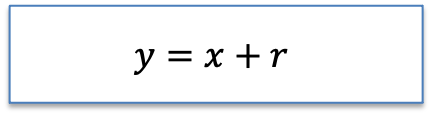 y = x + r